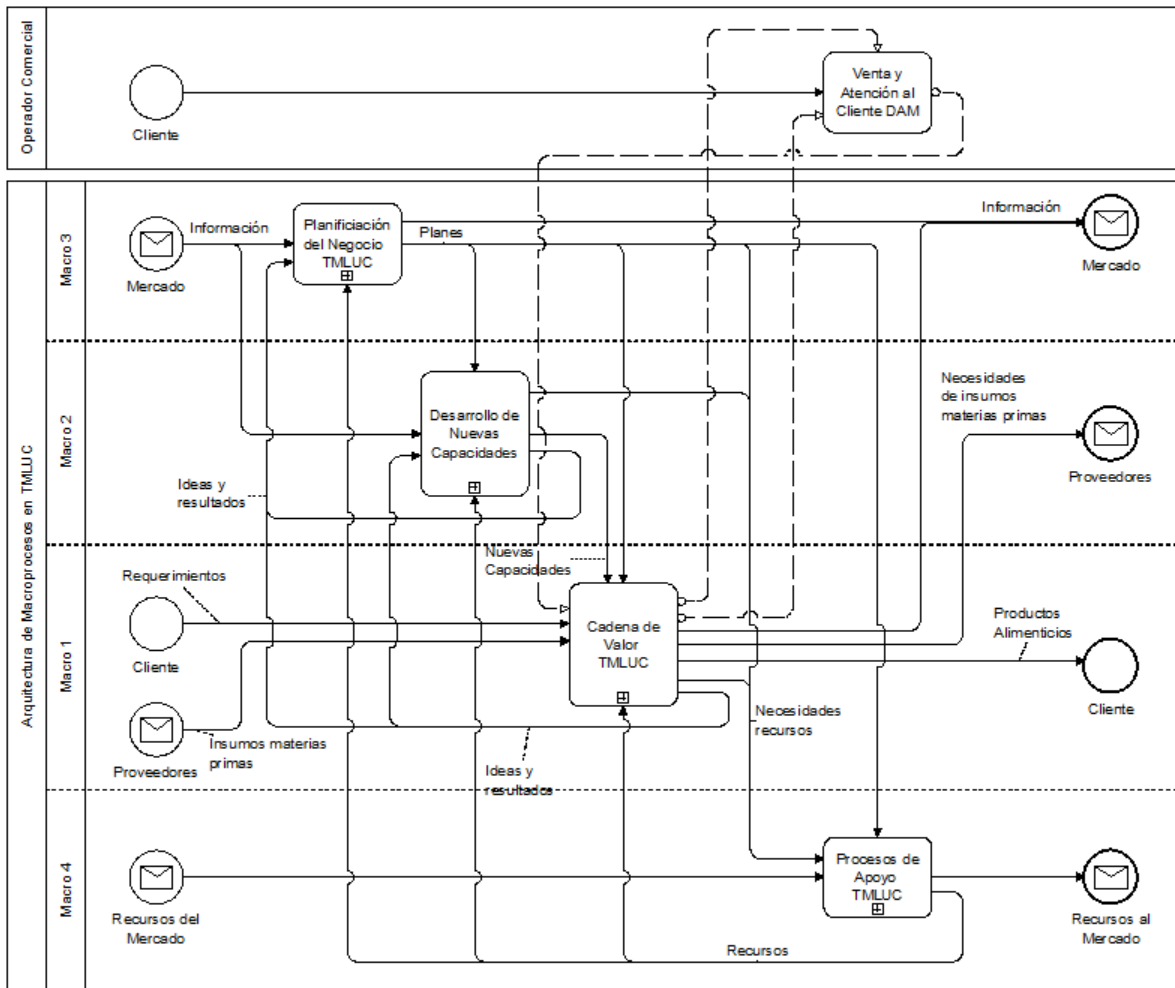 Operador Comercial
Cliente
Venta y
Atención al
Cliente DAM
Arquitectura de Macroprocesos en TMLUC
Macro 3
Mercado
Información
Planificiación
del Negocio
TMLUC
Planes
Información
Mercado
Macro 2
Desarrollo de
Nuevas
Capacidades
Ideas y
resultados
Necesidades
de insumos
materias primas
Proveedores
Macro 1
Nuevas
Capacidades
Requerimientos
Cliente
Cadena de
Valor
TMLUC
Productos
Alimenticios
Cliente
Proveedores
Insumos materias
primas
Ideas y
resultados
Necesidades
recursos
Macro 4
Recursos del
Mercado
Procesos de
Apoyo
TMLUC
Recursos
Recursos al
Mercado